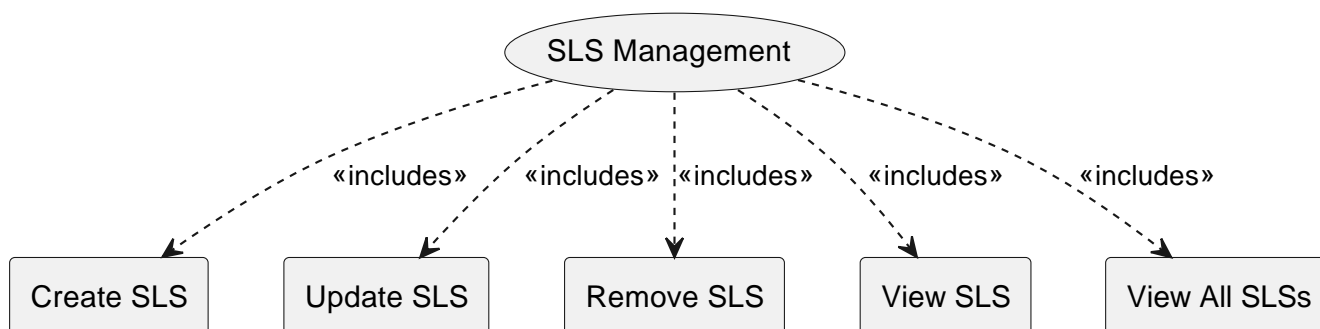 SLS Management
«includes» «includes» «includes» «includes» «includes»
Create SLS Update SLS Remove SLS View SLS View All SLSs